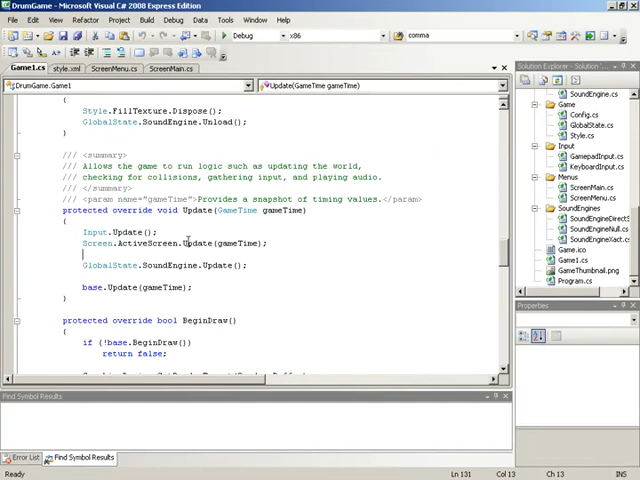 DrumGame - Microsoft Visual C# 2008 Express Edition
File Edit View Refactor Project Build Debug Data Tools Window Help
Debug x86 comma
Game1.cs style.xml ScreenMenu.cs ScreenMain.cs
DrumGame.Game1 Update(GameTime gameTime)
{
Style.FillTexture.Dispose();
GlobalState.SoundEngine.Unload();
}
/// <summary>
/// Allows the game to run logic such as updating the world,
/// checking for collisions, gathering input, and playing audio.
/// </summary>
/// <param name="gameTime">Provides a snapshot of timing values.</param>
protected override void Update(GameTime gameTime)
{
Input.Update();
Screen.ActiveScreen.Update(gameTime);
GlobalState.SoundEngine.Update();
base.Update(gameTime);
}
protected override bool BeginDraw()
{
if (!base.BeginDraw())
return false;
Solution Explorer
SoundEngine.cs
Game
Config.cs
GlobalState.cs
Style.cs
Input
GamepadInput.cs
KeyboardInput.cs
Menus
ScreenMain.cs
ScreenMenu.cs
SoundEngines
SoundEngineDirectS
SoundEngineNull.cs
SoundEngineXact.cs
Game.ico
Game1.cs
GameThumbnail.png
Program.cs
Properties
Find Symbol Results
Error List Find Symbol Results
Ready Ln 131 Col 13 Ch 13 INS